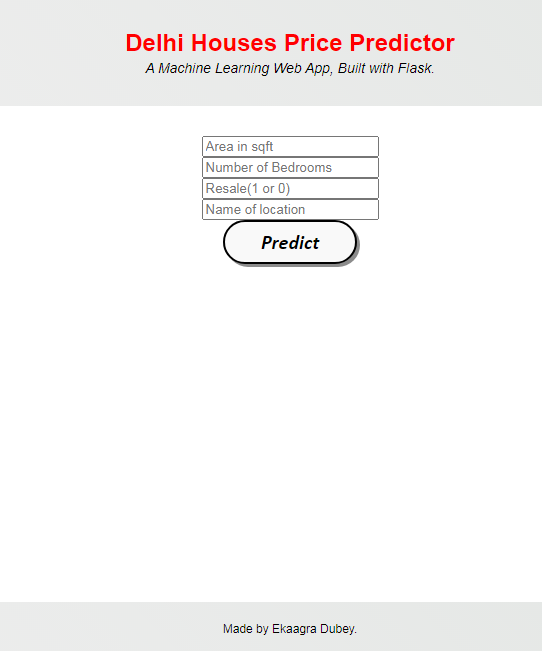 Delhi Houses Price Predictor
A Machine Learning Web App, Built with Flask.
Area in sqft
Number of Bedrooms
Resale(1 or 0)
Name of location
Predict
Made by Ekaagra Dubey.